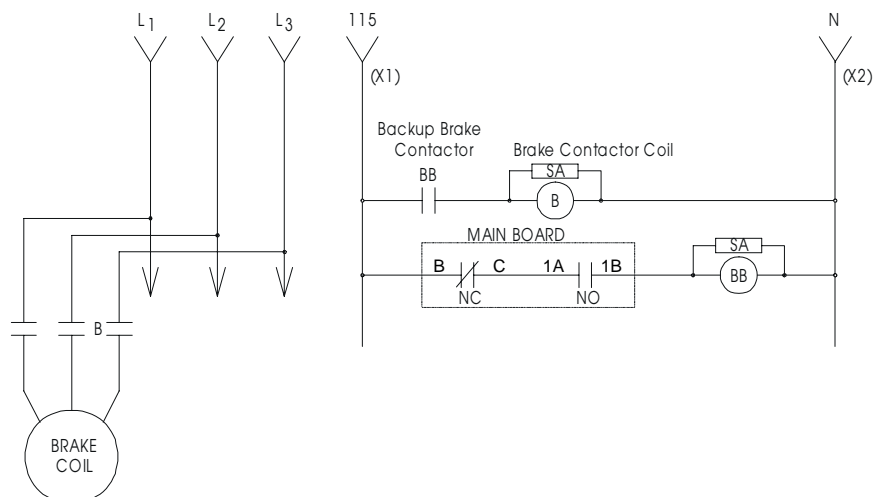 L1 L2 L3 115 N
(X1) (X2)
Backup Brake
Contactor
Brake Contactor Coil
BB
SA
B
MAIN BOARD
B C 1A 1B
NC NO
SA
BB
B
BRAKE
COIL